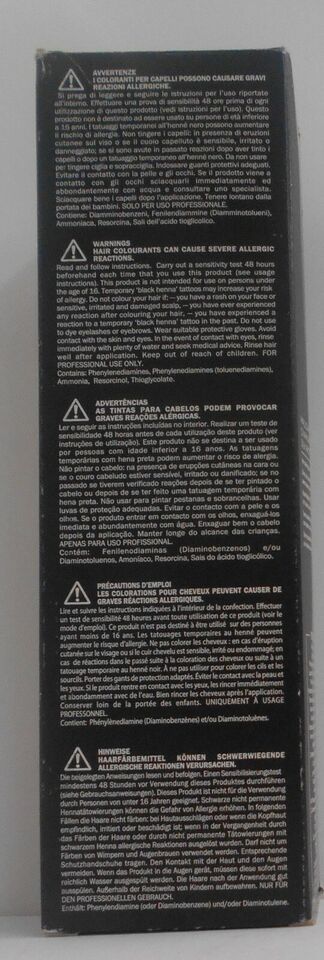 AVVERTENZE
I COLORANTI PER CAPELLI POSSONO CAUSARE GRAVI
REAZIONI ALLERGICHE.
Si prega di leggere e seguire le istruzioni per l'uso riportate
all'interno. Effettuare una prova di sensibilità 48 ore prima di ogni
utilizzazione di questo prodotto (vedi istruzioni per l'uso). Questo
prodotto non è destinato ad essere usato su persone di età inferiore
a 16 anni. I tatuaggi temporanei all'henné nero possono aumentare
il rischio di allergia. Non tingere i capelli: in presenza di eruzioni
cutanee sul viso o se il cuoio capelluto è sensibile, irritato o
danneggiato; se si sono avute in passato reazioni dopo aver tinto i
capelli o dopo un tatuaggio temporaneo all'henné nero. Da non usare
per tingere ciglia e sopracciglia. Indossare guanti protettivi adeguati.
Evitare il contatto con la pelle e gli occhi. Se il prodotto viene a
contatto con gli occhi sciacquarli immediatamente ed
abbondantemente con acqua e consultare uno specialista.
Sciacquare bene i capelli dopo l'applicazione. Tenere lontano dalla
portata dei bambini. SOLO PER USO PROFESSIONALE.
Contiene: Diamminobenzeni, Fenilendiammine (Diamminotolueni),
Ammoniaca, Resorcina, Sali dell'acido tioglicolico.
WARNINGS
HAIR COLOURANTS CAN CAUSE SEVERE ALLERGIC
REACTIONS.
Read and follow instructions. Carry out a sensitivity test 48 hours
beforehand each time that you use this product (see usage
instructions). This product is not intended for use on persons under
the age of 16. Temporary 'black henna' tattoos may increase your risk
of allergy. Do not colour your hair if: – you have a rash on your face or
sensitive, irritated and damaged scalp, – you have ever experienced
any reaction after colouring your hair, – you have experienced a
reaction to a temporary 'black henna' tattoo in the past. Do not use
to dye eyelashes or eyebrows. Wear suitable protective gloves. Avoid
contact with the skin and eyes. In the event of contact with eyes, rinse
immediately with plenty of water and seek medical advice. Rinse hair
well after application. Keep out of reach of children. FOR
PROFESSIONAL USE ONLY.
Contains: Phenylenediamines, Phenylenediamines (toluenediamines),
Ammonia, Resorcinol, Thioglycolate.
ADVERTÊNCIAS
AS TINTAS PARA CABELOS PODEM PROVOCAR
GRAVES REAÇÕES ALÉRGICAS.
Ler e seguir as instruções incluídas no interior. Realizar um teste de
sensibilidade 48 horas antes de cada utilização deste produto (ver
instruções de utilização). Este produto não se destina a ser usado
por pessoas com idade inferior a 16 anos. As tatuagens
temporárias com hena preta podem aumentar o risco de alergia.
Não pintar o cabelo: na presença de erupções cutâneas na cara ou
se o couro cabeludo estiver sensível, irritado ou danificado; se no
passado se tiverem verificado reações depois de se ter pintado o
cabelo ou depois de se ter feito uma tatuagem temporária com
hena preta. Não usar para pintar pestanas e sobrancelhas. Usar
luvas de proteção adequadas. Evitar o contacto com a pele e os
olhos. Se o produto entrar em contacto com os olhos, enxaguá-los
imediata e abundantemente com água. Enxaguar bem o cabelo
depois da aplicação. Manter longe do alcance das crianças.
APENAS PARA USO PROFISSIONAL.
Contém: Fenilenodiaminas (Diaminobenzenos) e/ou
Diaminotoluenos, Amoníaco, Resorcina, Sais do ácido tioglicólico.
PRÉCAUTIONS D'EMPLOI
LES COLORATIONS POUR CHEVEUX PEUVENT CAUSER DE
GRAVES RÉACTIONS ALLERGIQUES.
Lire et suivre les instructions indiquées à l'intérieur de la confection. Effectuer
un test de sensibilité 48 heures avant toute utilisation de ce produit (voir le
mode d'emploi). Ce produit n'est pas destiné à être utilisé sur des personnes
ayant moins de 16 ans. Les tatouages temporaires au henné peuvent
augmenter le risque d'allergie. Ne pas colorer les cheveux : en cas d'éruption
cutanée sur le visage ou si le cuir chevelu est sensible, irrité ou endommagé; en
cas de réactions dans le passé suite à la coloration des cheveux ou suite à un
tatouage temporaire au henné noir. À ne pas utiliser pour colorer les cils et les
sourcils. Porter des gants de protection adaptés. Éviter le contact avec la peau et
les yeux. Si le produit rentre en contact avec les yeux, les rincer immédiatement
et abondamment avec de l'eau. Bien rincer les cheveux après l'application.
Conserver loin de la portée des enfants. UNIQUEMENT À USAGE
PROFESSIONNEL.
Contient: Phénylènediamine (Diaminobenzènes) et/ou Diaminotoluènes.
HINWEISE
HAARFÄRBEMITTEL KÖNNEN SCHWERWIEGENDE
ALLERGISCHE REAKTIONEN VERURSACHEN.
Die beigelegten Anweisungen lesen und befolgen. Einen Sensibilisierungstest
mindestens 48 Stunden vor Verwendung dieses Produktes durchführen
(siehe Gebrauchsanweisungen). Dieses Produkt ist nicht für die Verwendung
durch Personen von unter 16 Jahren geeignet. Schwarze nicht permanente
Hennatätowierungen können die Gefahr von Allergie erhöhen. In folgenden
Fällen die Haare nicht färben: bei Hautausschlägen oder wenn die Kopfhaut
empfindlich, irritiert oder beschädigt ist; wenn in der Vergangenheit durch
das Färben der Haare oder durch nicht permanente Tätowierungen mit
schwarzem Henna allergische Reaktionen ausgelöst wurden. Darf nicht um
Färben von Wimpern und Augenbrauen verwendet werden. Entsprechende
Schutzhandschuhe tragen. Den Kontakt mit der Haut und den Augen
vermeiden. Wenn das Produkt in die Augen gerät, müssen diese sofort mit
reichlich Wasser ausgespült werden. Die Haare nach der Anwendung gut
ausspülen. Außerhalb der Reichweite von Kindern aufbewahren. NUR FÜR
DEN PROFESSIONELLEN GEBRAUCH.
Enthält: Phenylendiamine (oder Diaminobenzene) und/oder Diaminotulene.